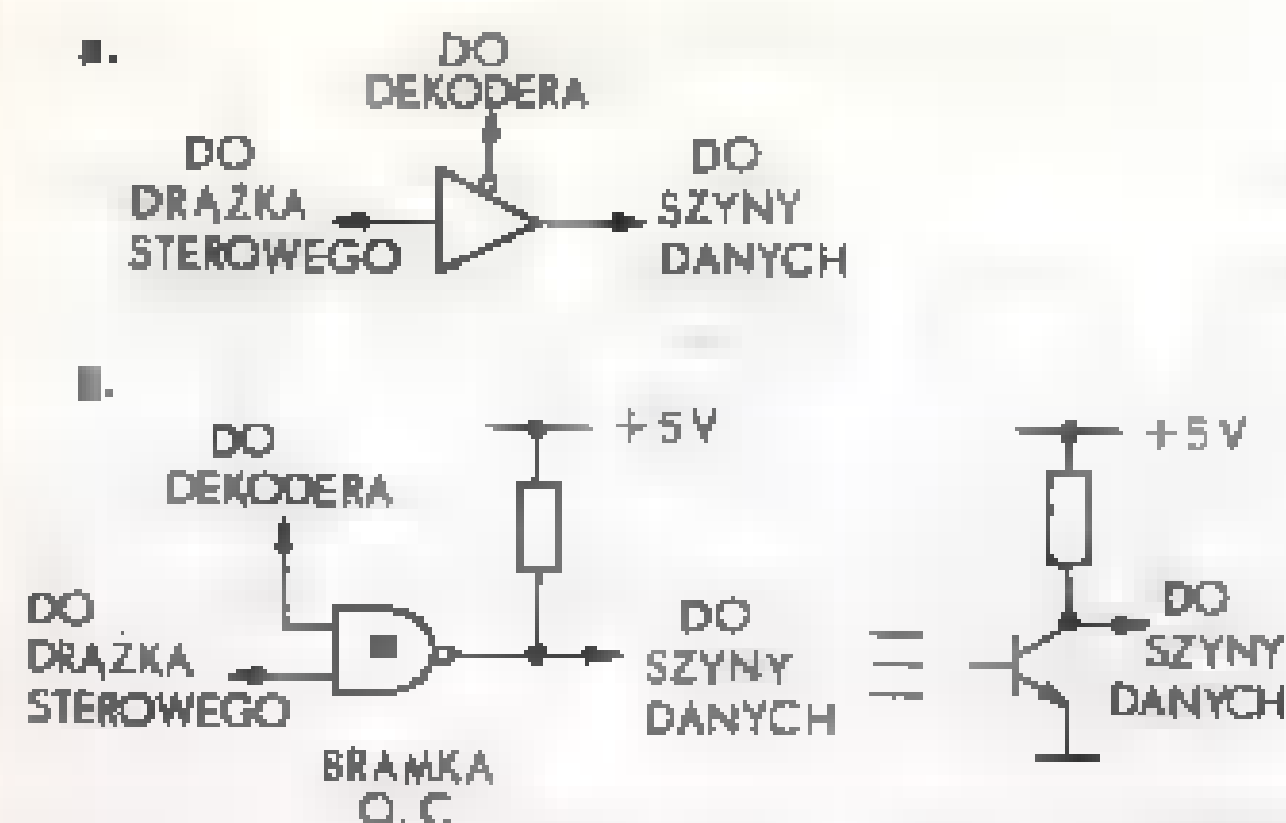 DO
DEKODERA
DO
DRĄŻKA
STEROWEGO
DO
SZYNY
DANYCH
+5V
+5V
DO
DEKODERA
DO
DRĄŻKA
STEROWEGO
DO
SZYNY
DANYCH
DO
SZYNY
DANYCH
BRAMKA
O.C.